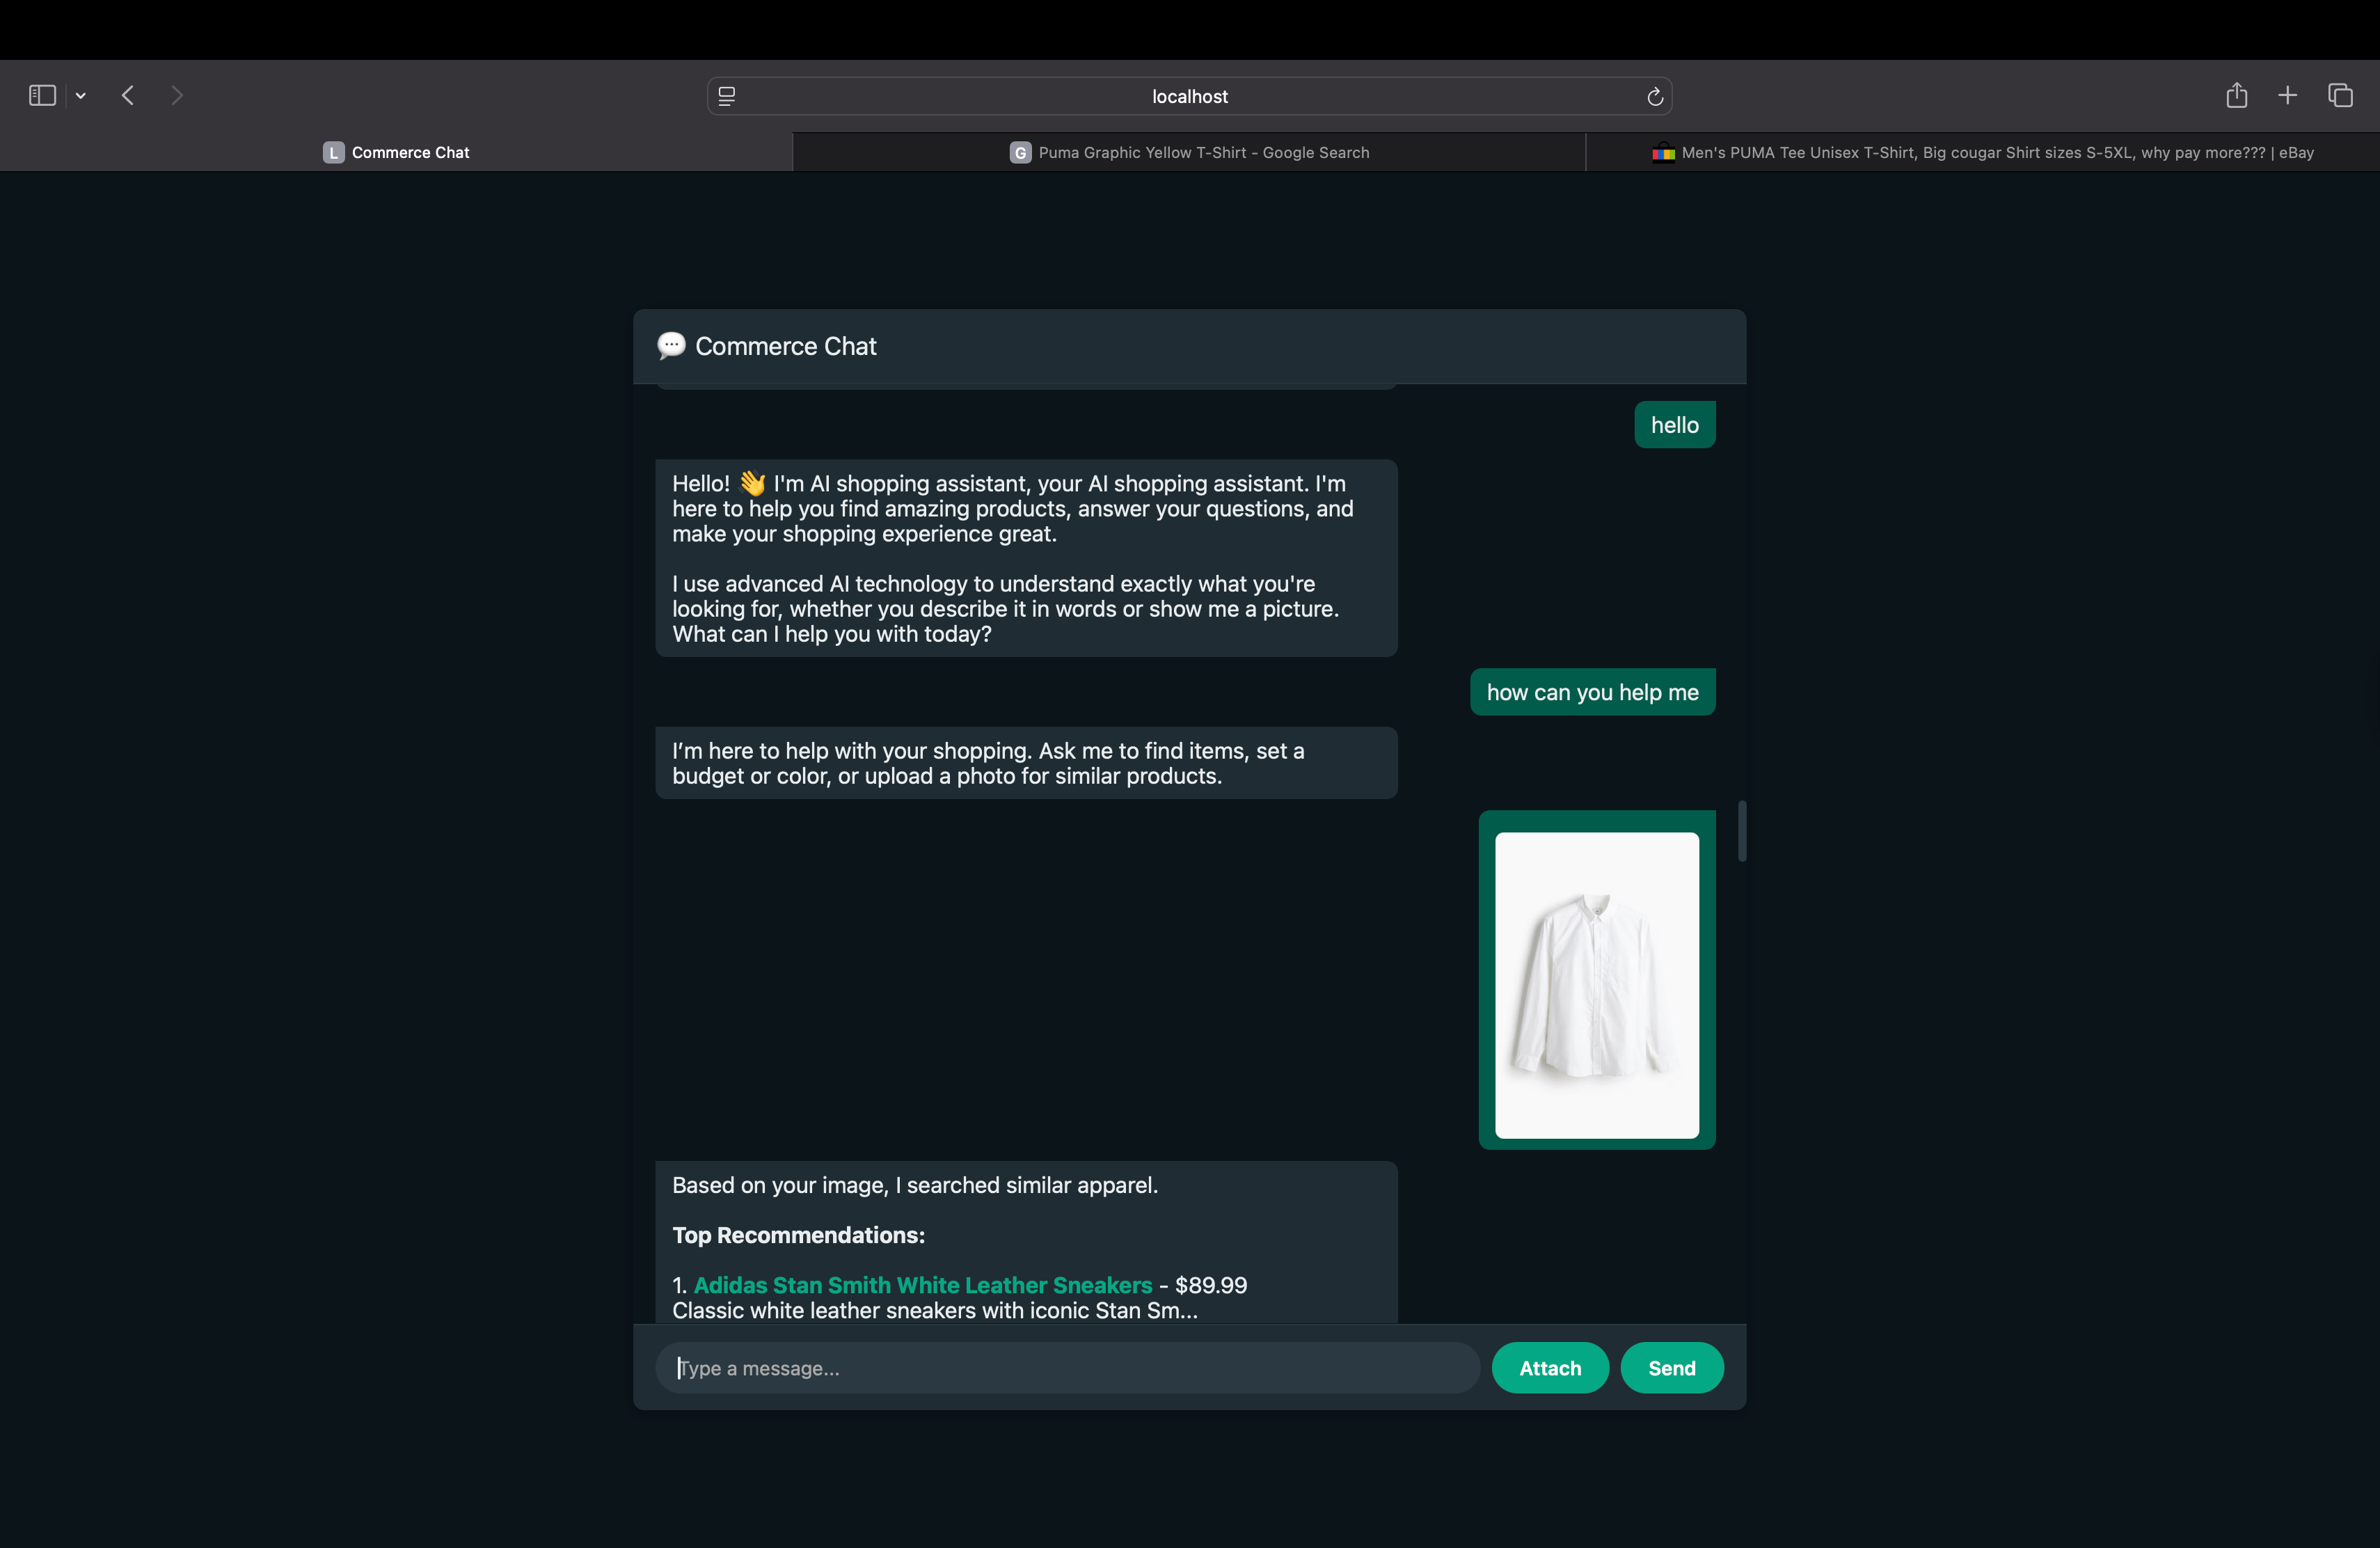 localhost
L Commerce Chat
G Puma Graphic Yellow T-Shirt - Google Search
Men's PUMA Tee Unisex T-Shirt, Big cougar Shirt sizes S-5XL, why pay more??? | eBay
💬 Commerce Chat
hello
Hello! 👋 I'm AI shopping assistant, your AI shopping assistant. I'm
here to help you find amazing products, answer your questions, and
make your shopping experience great.
I use advanced AI technology to understand exactly what you're
looking for, whether you describe it in words or show me a picture.
What can I help you with today?
how can you help me
I’m here to help with your shopping. Ask me to find items, set a
budget or color, or upload a photo for similar products.
Based on your image, I searched similar apparel.
Top Recommendations:
1. Adidas Stan Smith White Leather Sneakers - $89.99
Classic white leather sneakers with iconic Stan Sm...
Type a message...
Attach
Send